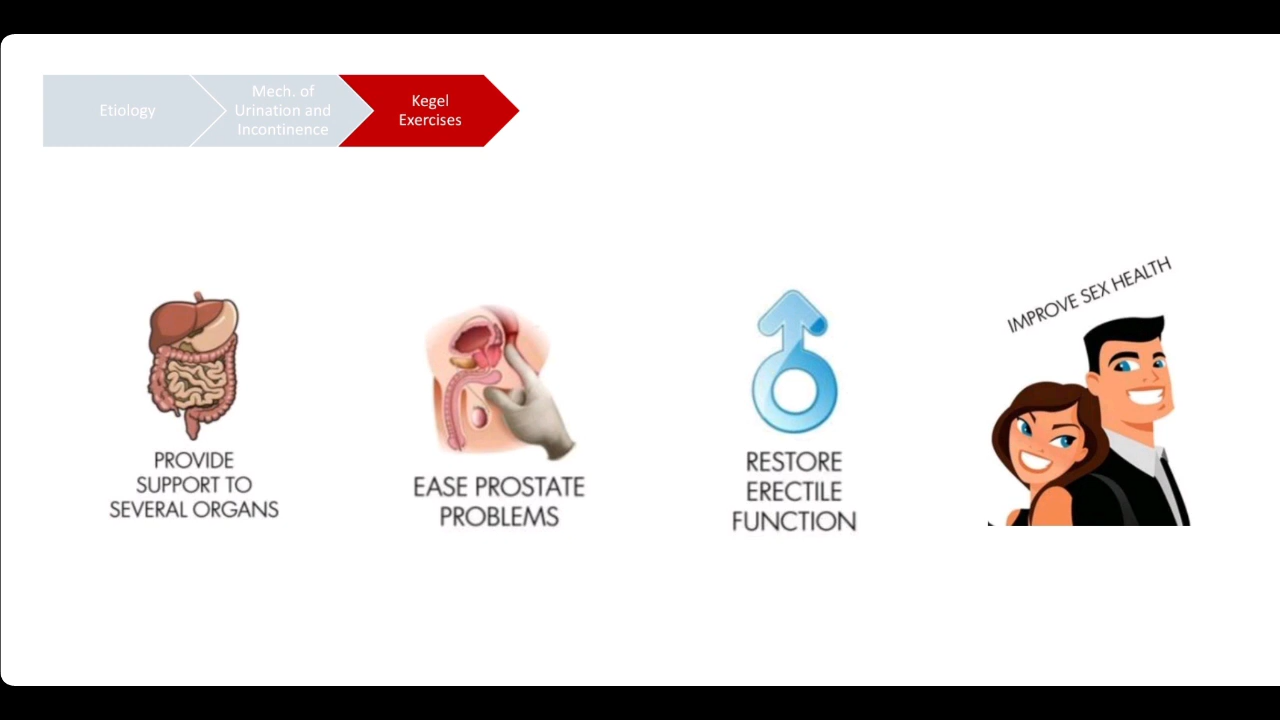 Etiology
Mech. of
Urination and
Incontinence
Kegel
Exercises
PROVIDE
SUPPORT TO
SEVERAL ORGANS
EASE PROSTATE
PROBLEMS
RESTORE
ERECTILE
FUNCTION
IMPROVE SEX HEALTH